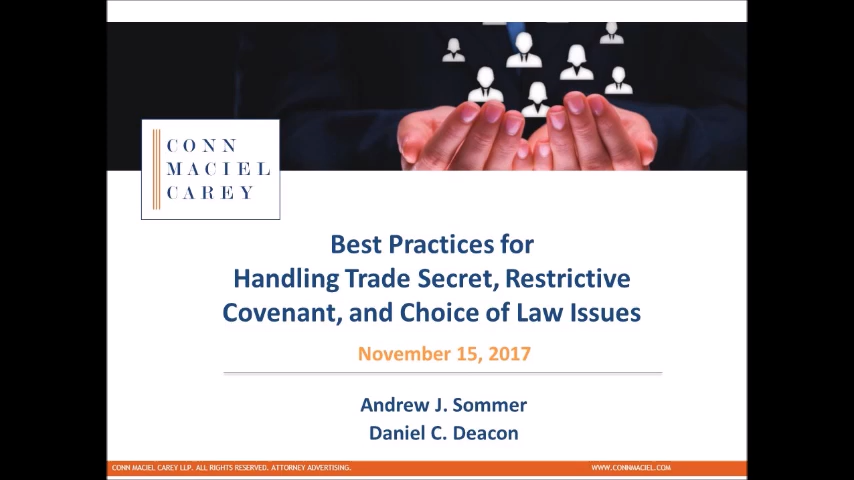 CONN
MACIEL
CAREY
Best Practices for
Handling Trade Secret, Restrictive
Covenant, and Choice of Law Issues
November 15, 2017
Andrew J. Sommer
Daniel C. Deacon
CONN MACIEL CAREY LLP. ALL RIGHTS RESERVED. ATTORNEY ADVERTISING.
WWW.CONNMACIEL.COM